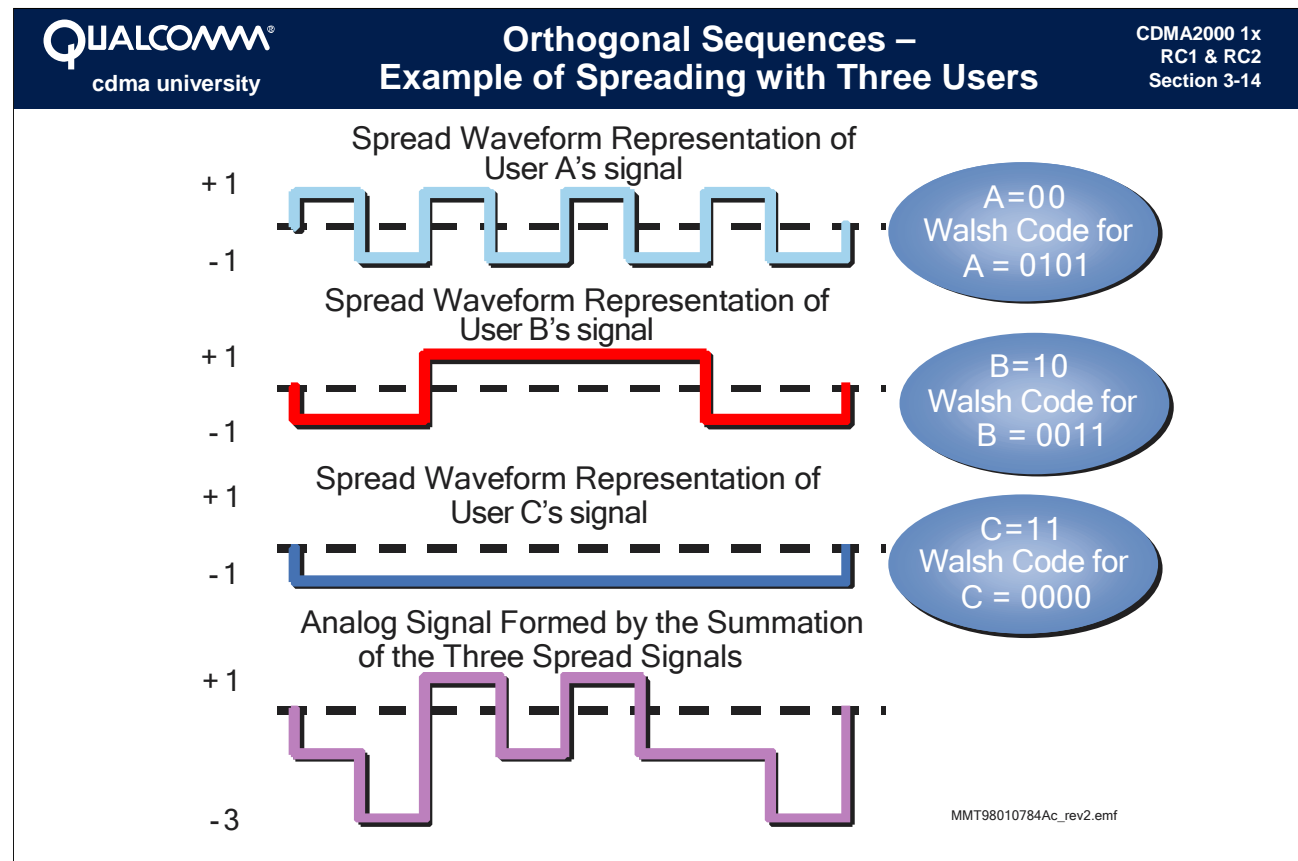 QUALCOMM®
cdma university
Orthogonal Sequences –
Example of Spreading with Three Users
CDMA2000 1x
RC1 & RC2
Section 3-14
Spread Waveform Representation of
User A's signal
+1
-1
A=00
Walsh Code for
A = 0101
Spread Waveform Representation of
User B's signal
+1
-1
B=10
Walsh Code for
B = 0011
Spread Waveform Representation of
User C's signal
+1
-1
C=11
Walsh Code for
C = 0000
Analog Signal Formed by the Summation
of the Three Spread Signals
+1
-3
MMT98010784Ac_rev2.emf